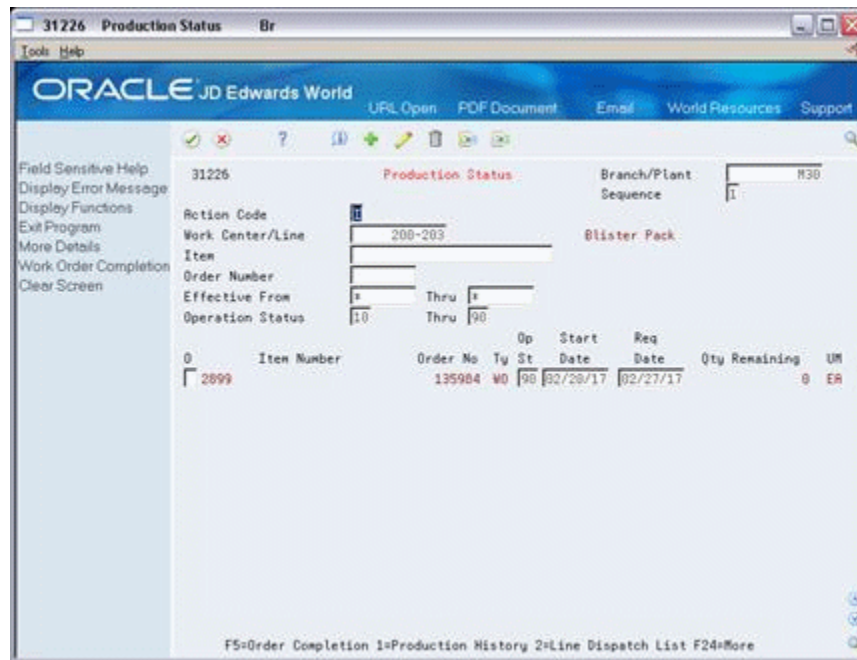 31226 Production Status Br
Tools Help
ORACLE JD Edwards World
URL Open PDF Document Email World Resources Support
Field Sensitive Help
Display Error Message
Display Functions
Exit Program
More Details
Work Order Completion
Clear Screen
31226 Production Status Branch/Plant M30
Sequence I
Action Code I
Work Center/Line 200-203 Blister Pack
Item
Order Number
Effective From * Thru *
Operation Status 10 Thru 90
Op Start Req
O Item Number Order No Ty St Date Date Qty Remaining UM
2899 135984 WO 90 02/20/17 02/27/17 0 EA
F5=Order Completion 1=Production History 2=Line Dispatch List F24=More